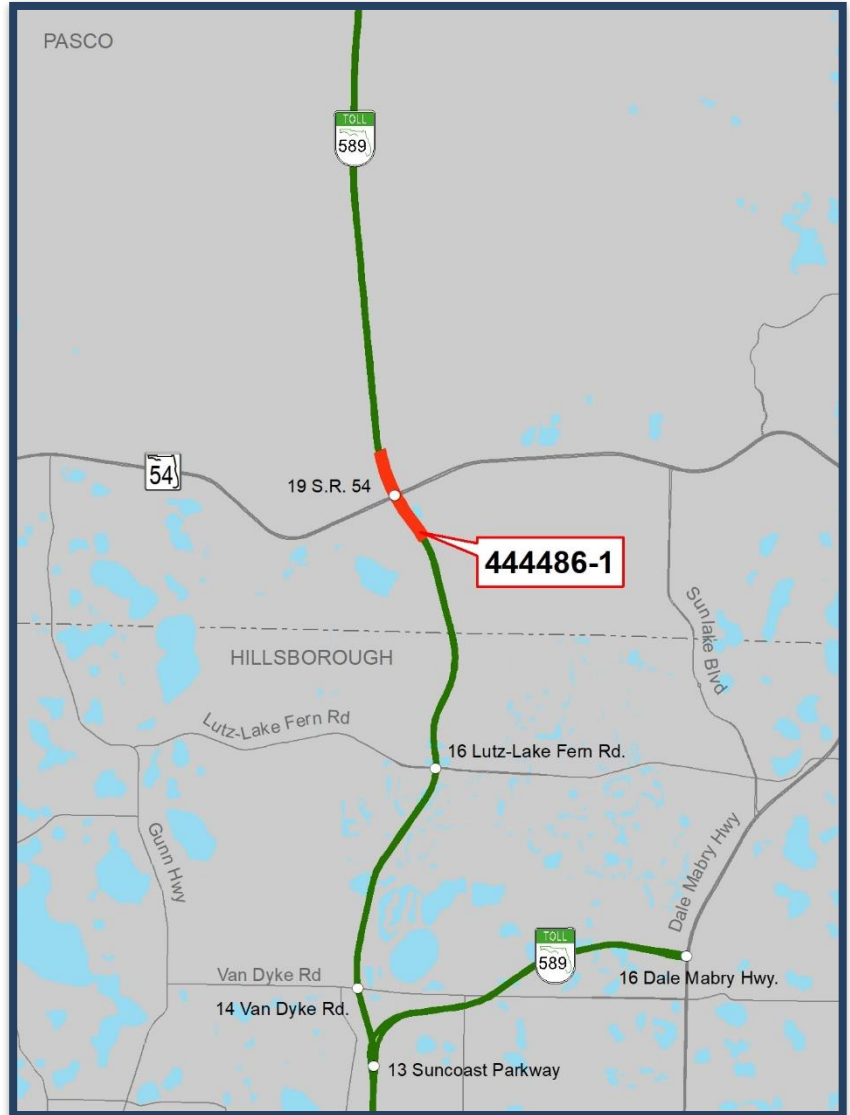 PASCO
TOLL
589
54
19 S.R. 54
444486-1
Sunlake Blvd
HILLSBOROUGH
Lutz-Lake Fern Rd
16 Lutz-Lake Fern Rd.
Gunn Hwy
Dale Mabry Hwy
TOLL
589
Van Dyke Rd
16 Dale Mabry Hwy.
14 Van Dyke Rd.
13 Suncoast Parkway